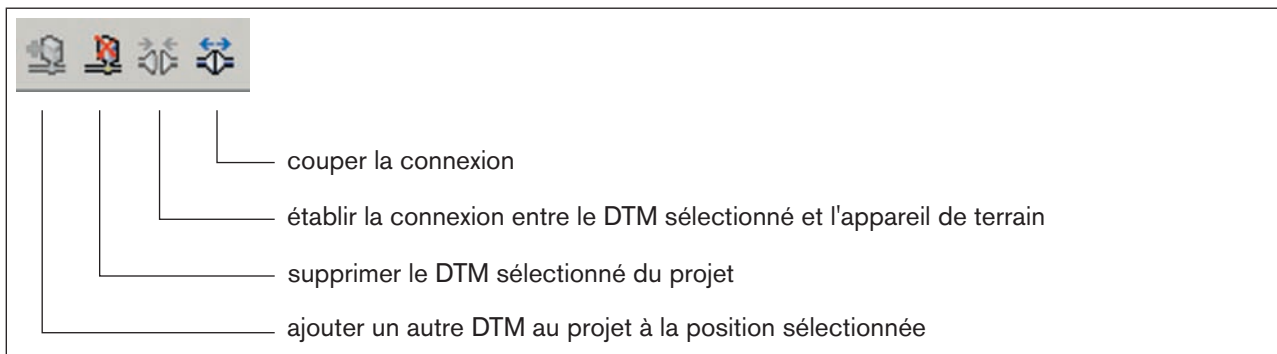 couper la connexion
établir la connexion entre le DTM sélectionné et l'appareil de terrain
supprimer le DTM sélectionné du projet
ajouter un autre DTM au projet à la position sélectionnée